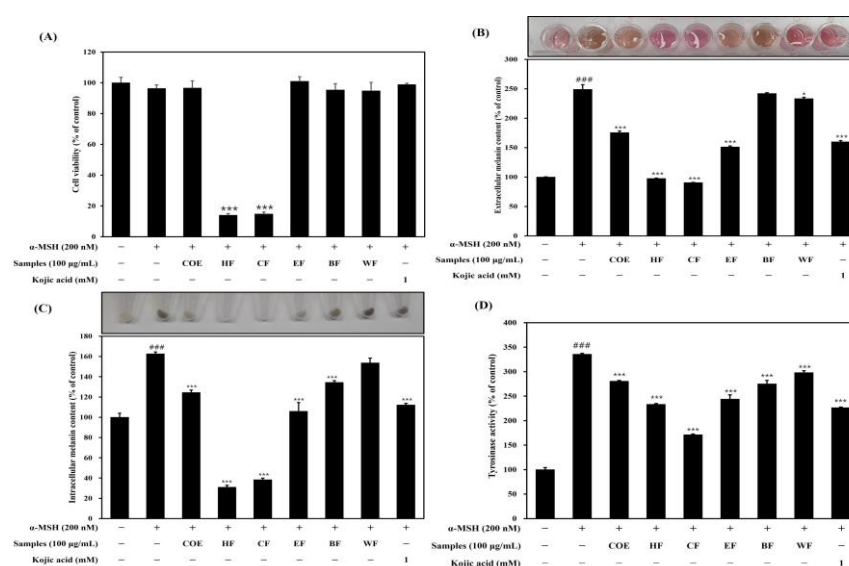 (A)
120
100
80
60
40
20
0
Cell viability (% of control)
*** ***
α-MSH (200 nM) − + + + + + + + +
Samples (100 μg/mL) − − COE HF CF EF BF WF −
Kojic acid (mM) − − − − − − − − 1
(B)
300
250
200
150
100
50
0
Extracellular melanin content (% of control)
### *** *** *** *** * ***
α-MSH (200 nM) − + + + + + + + +
Samples (100 μg/mL) − − COE HF CF EF BF WF −
Kojic acid (mM) − − − − − − − − 1
(C)
180
160
140
120
100
80
60
40
20
0
Intracellular melanin content (% of control)
### *** *** *** *** *** ***
α-MSH (200 nM) − + + + + + + + +
Samples (100 μg/mL) − − COE HF CF EF BF WF −
Kojic acid (mM) − − − − − − − − 1
(D)
400
350
300
250
200
150
100
50
0
Tyrosinase activity (% of control)
### *** *** *** *** *** *** ***
α-MSH (200 nM) − + + + + + + + +
Samples (100 μg/mL) − − COE HF CF EF BF WF −
Kojic acid (mM) − − − − − − − − 1